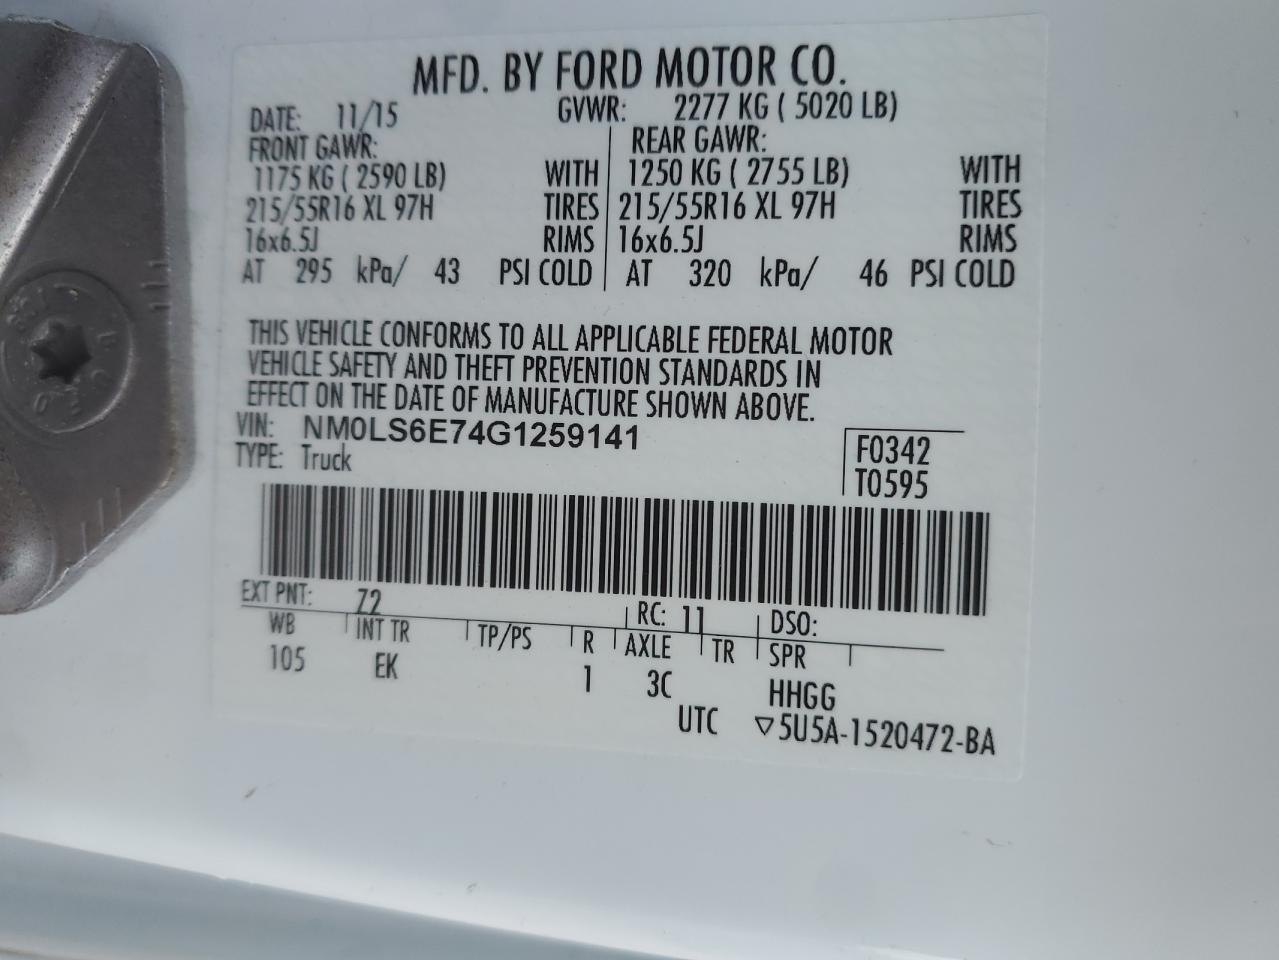 MFD. BY FORD MOTOR CO.
DATE: 11/15 GVWR: 2277 KG ( 5020 LB)
FRONT GAWR: REAR GAWR:
1175 KG ( 2590 LB) WITH 1250 KG ( 2755 LB) WITH
215/55R16 XL 97H TIRES 215/55R16 XL 97H TIRES
16x6.5J RIMS 16x6.5J RIMS
AT 295 kPa/ 43 PSI COLD AT 320 kPa/ 46 PSI COLD
THIS VEHICLE CONFORMS TO ALL APPLICABLE FEDERAL MOTOR
VEHICLE SAFETY AND THEFT PREVENTION STANDARDS IN
EFFECT ON THE DATE OF MANUFACTURE SHOWN ABOVE.
VIN: NM0LS6E74G1259141
TYPE: Truck
F0342
T0595
EXT PNT: Z2 RC: 11 DSO:
WB INT TR TP/PS R AXLE TR SPR
105 EK 1 3C HHGG
UTC ▽5U5A-1520472-BA